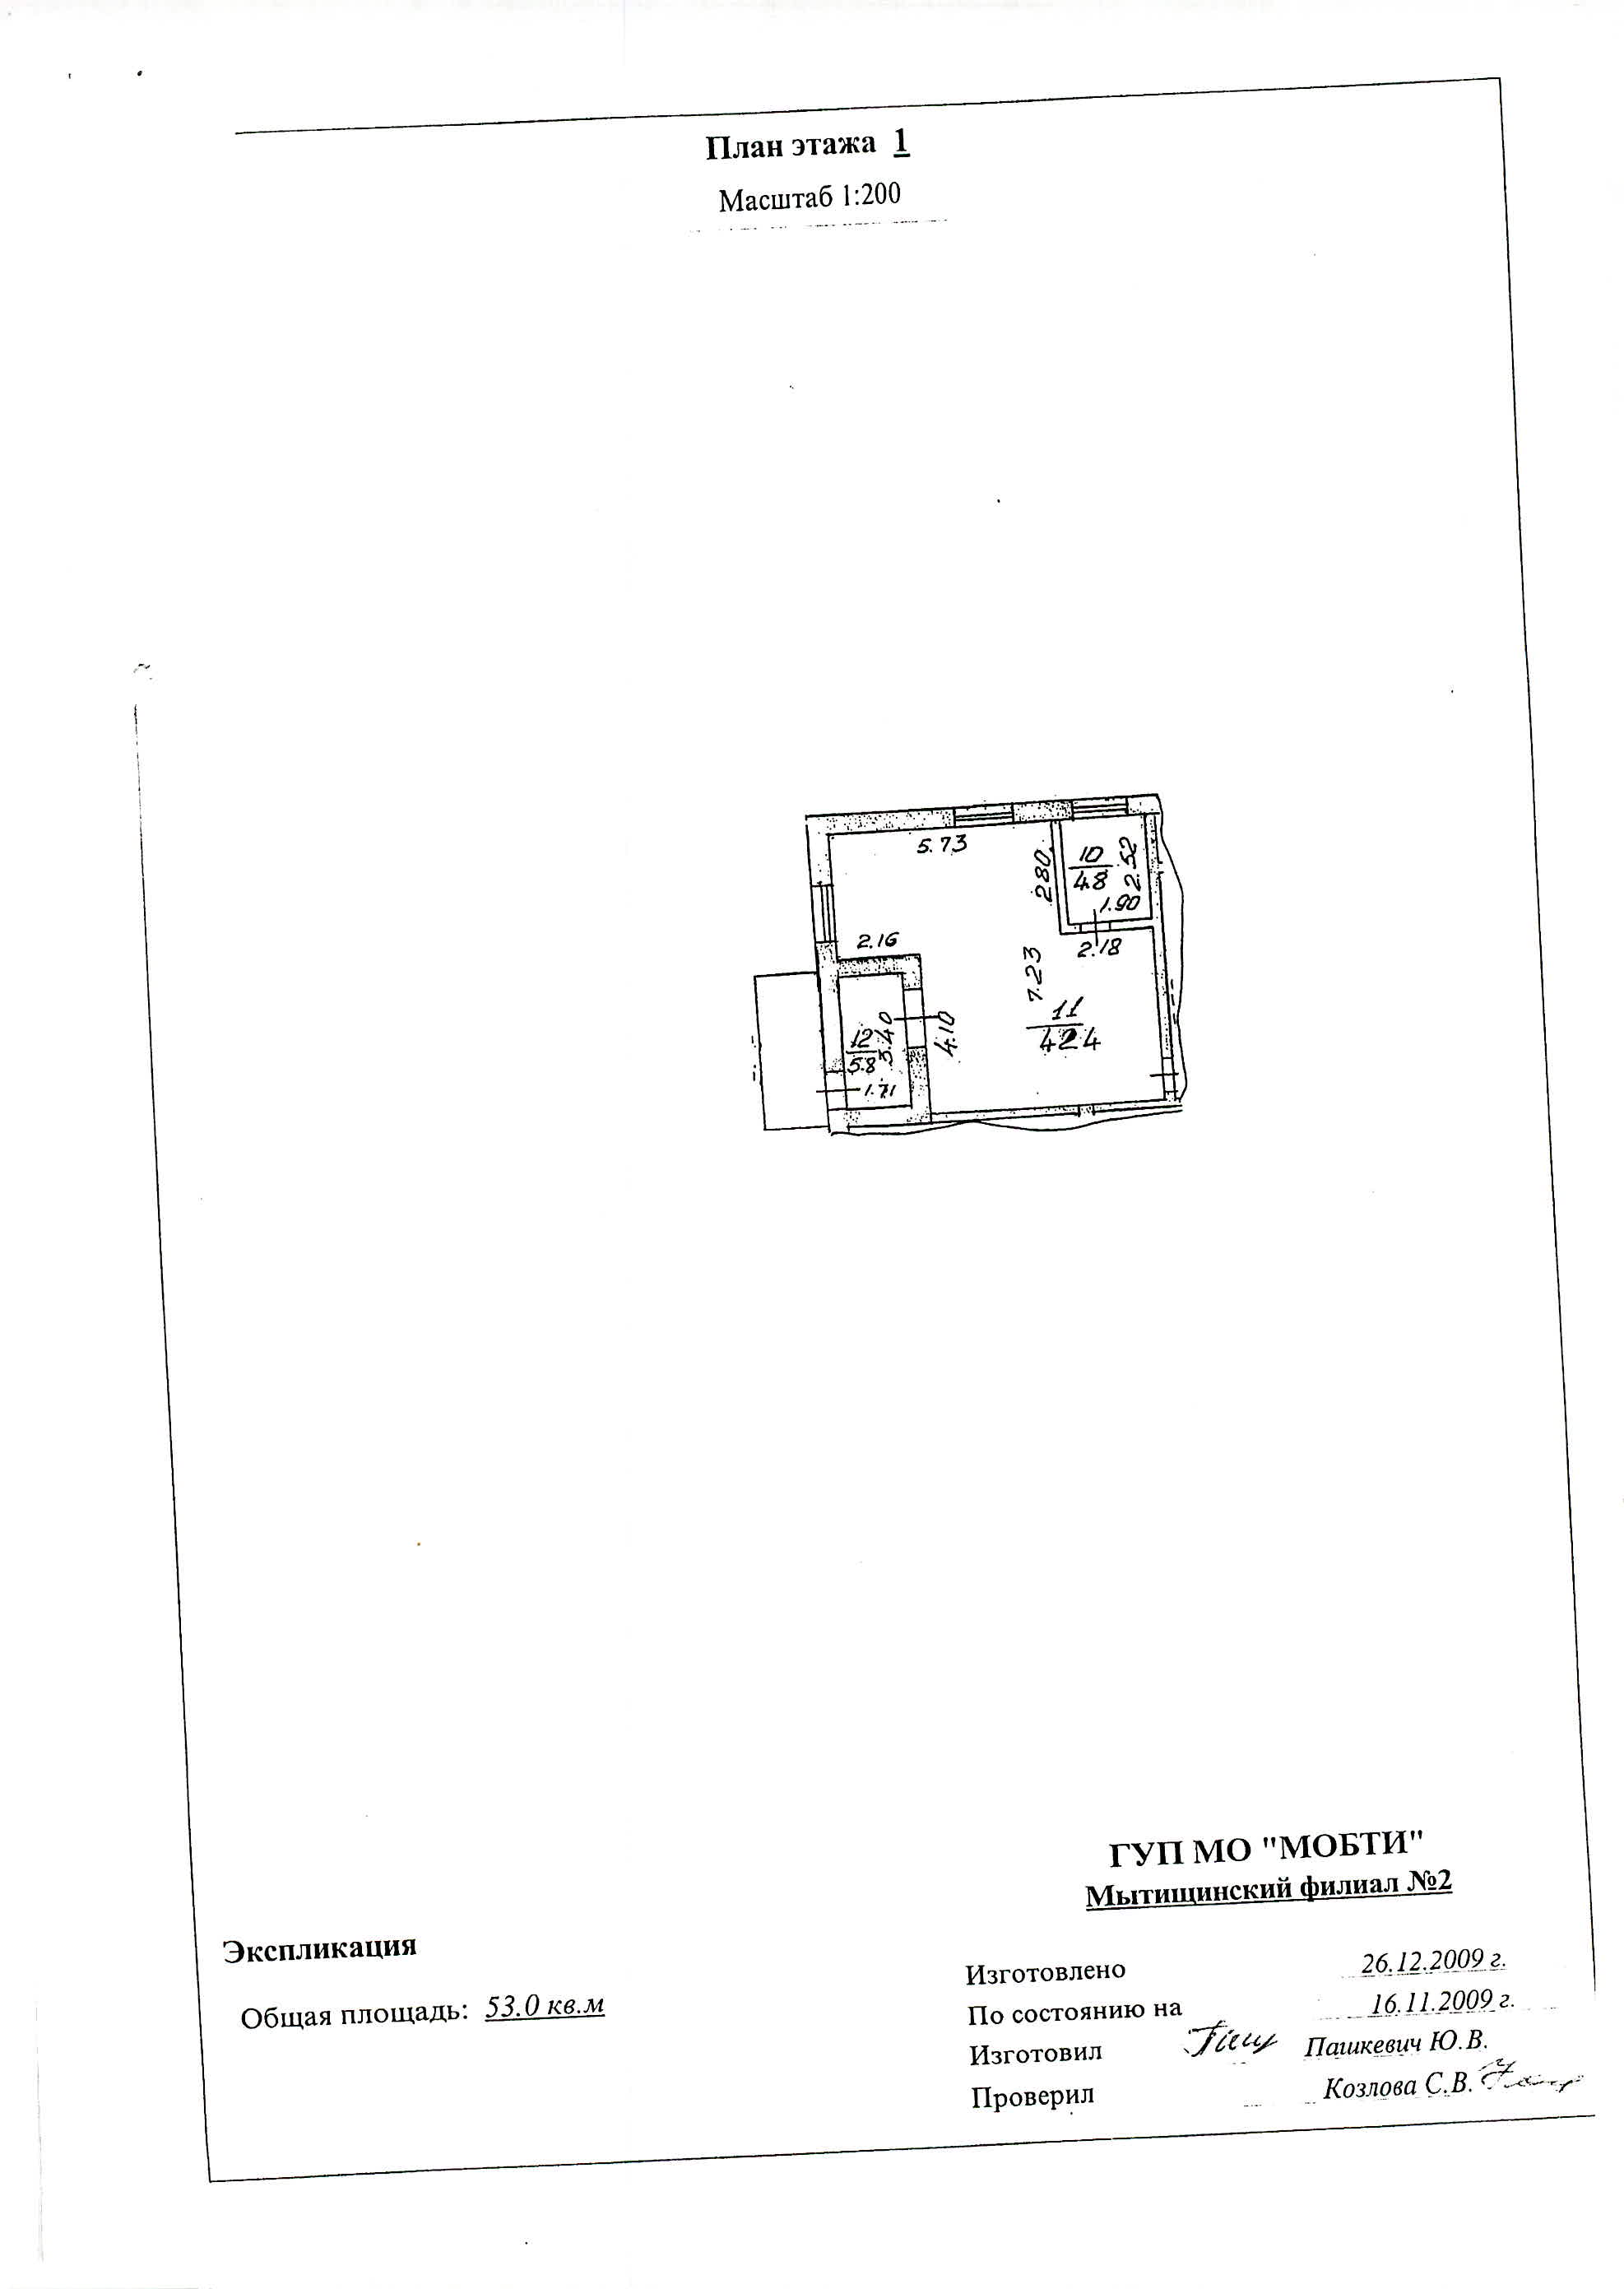 План этажа 1
Масштаб 1:200
5.73
2.80
10
4.8
2.52
1.90
2.16
2.18
7.23
11
42.4
12
5.8
3.40
4.10
1.71
ГУП МО "МОБТИ"
Мытищинский филиал №2
Экспликация
Общая площадь: 53.0 кв.м
Изготовлено 26.12.2009 г.
По состоянию на 16.11.2009 г.
Изготовил Пашкевич Ю.В.
Проверил Козлова С.В.